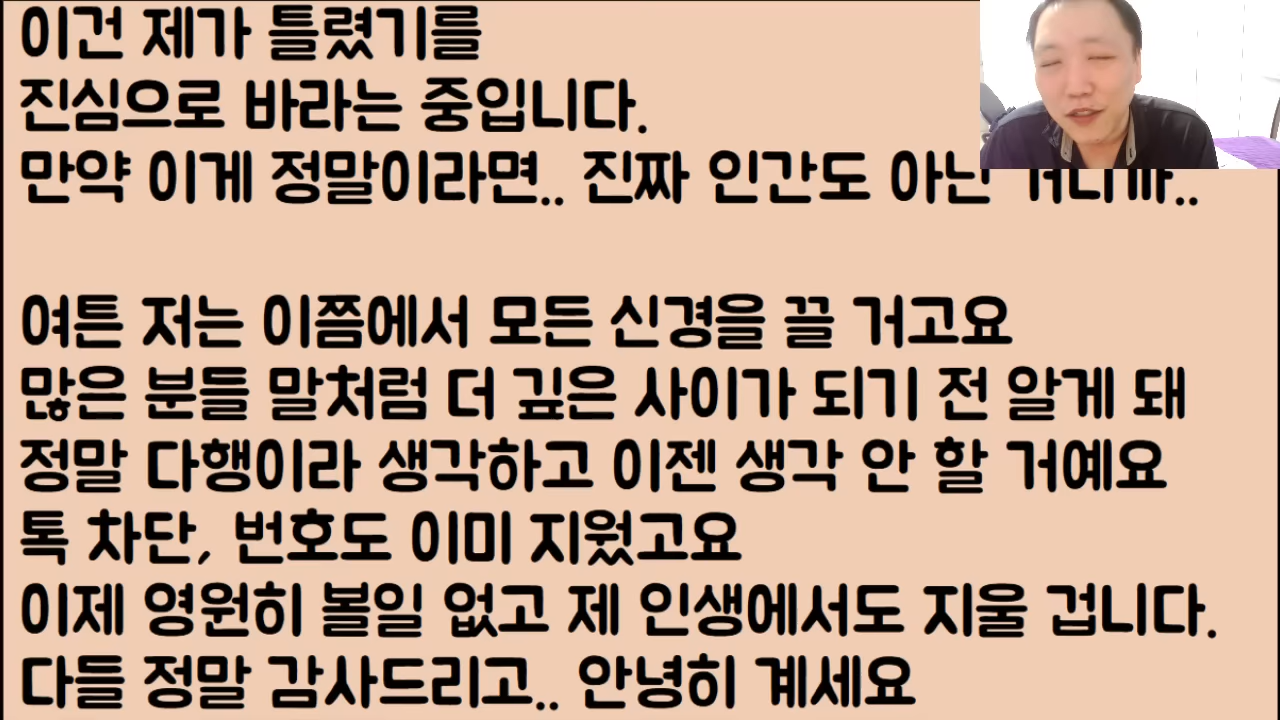 이건 제가 틀렸기를
진심으로 바라는 중입니다.
만약 이게 정말이라면.. 진짜 인간도 아닌
여튼 저는 이쯤에서 모든 신경을 끌 거고요
많은 분들 말처럼 더 깊은 사이가 되기 전 알게 돼
정말 다행이라 생각하고 이젠 생각 안 할 거예요
톡 차단, 번호도 이미 지웠고요
이제 영원히 볼일 없고 제 인생에서도 지울 겁니다.
다들 정말 감사드리고.. 안녕히 계세요